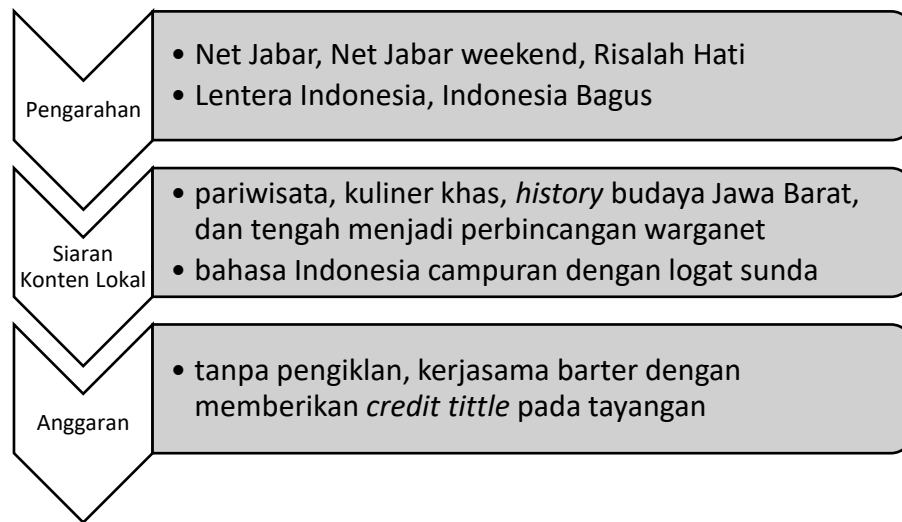 Pengarahan
• Net Jabar, Net Jabar weekend, Risalah Hati
• Lentera Indonesia, Indonesia Bagus
Siaran
Konten Lokal
• pariwisata, kuliner khas, history budaya Jawa Barat,
dan tengah menjadi perbincangan warganet
• bahasa Indonesia campuran dengan logat sunda
Anggaran
• tanpa pengiklan, kerjasama barter dengan
memberikan credit tittle pada tayangan